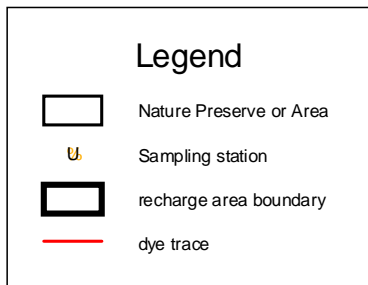 Legend
Nature Preserve or Area
U% Sampling station
recharge area boundary
dye trace